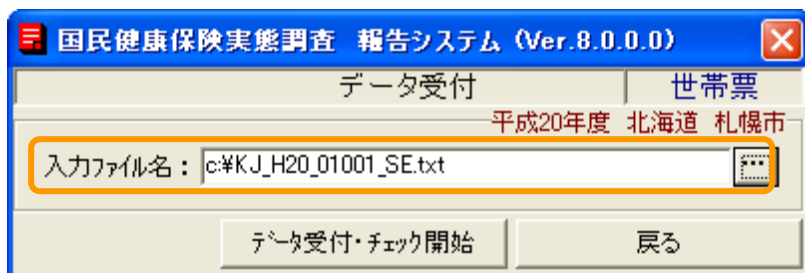 国民健康保険実態調査 報告システム (Ver.8.0.0.0)
データ受付 世帯票
平成20年度 北海道 札幌市
入力ファイル名: c:¥KJ_H20_01001_SE.txt ...
データ受付・チェック開始 戻る